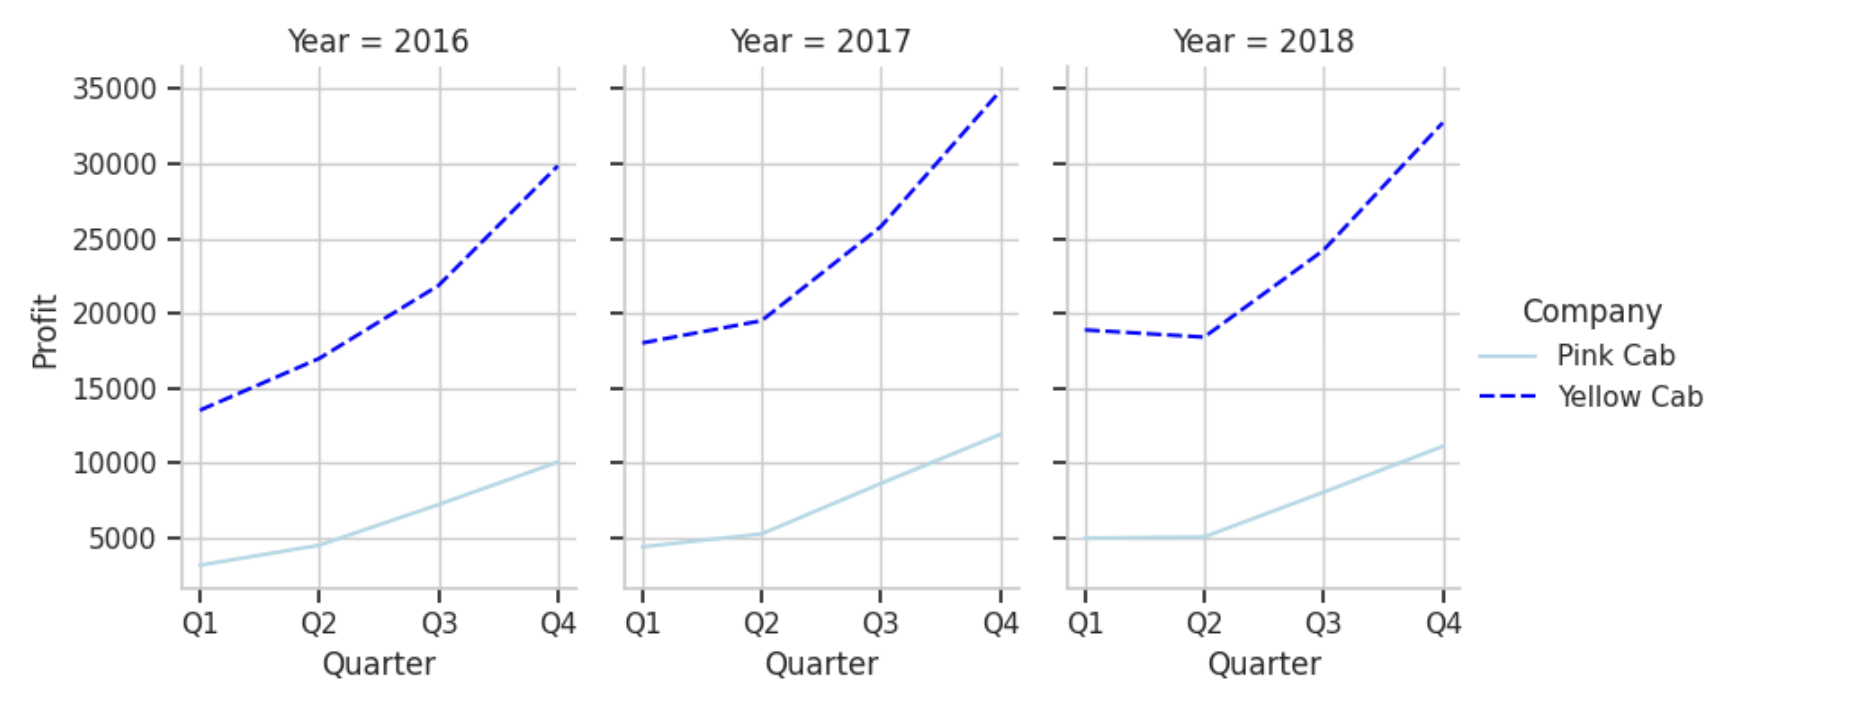 Year = 2016 Year = 2017 Year = 2018
Profit
35000
30000
25000
20000
15000
10000
5000
Q1 Q2 Q3 Q4 Q1 Q2 Q3 Q4 Q1 Q2 Q3 Q4
Quarter Quarter Quarter
Company
Pink Cab
Yellow Cab